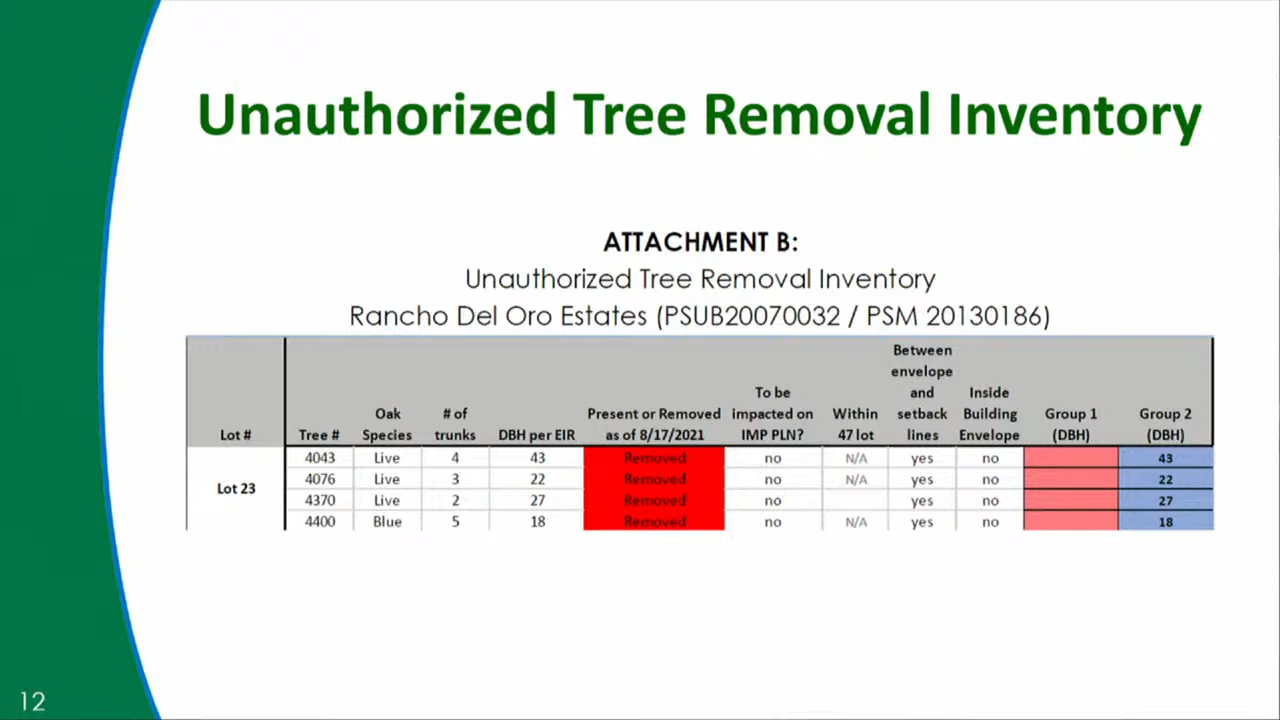 Unauthorized Tree Removal Inventory
ATTACHMENT B:
Unauthorized Tree Removal Inventory
Rancho Del Oro Estates (PSUB20070032 / PSM 20130186)
Lot # Tree # Oak Species # of trunks DBH per EIR Present or Removed as of 8/17/2021 To be impacted on IMP PLN? Within 47 lot Between envelope and setback lines Inside Building Envelope Group 1 (DBH) Group 2 (DBH)
Lot 23
4043 Live 4 43 Removed no N/A yes no 43
4076 Live 3 22 Removed no N/A yes no 22
4370 Live 2 27 Removed no yes no 27
4400 Blue 5 18 Removed no N/A yes no 18
12